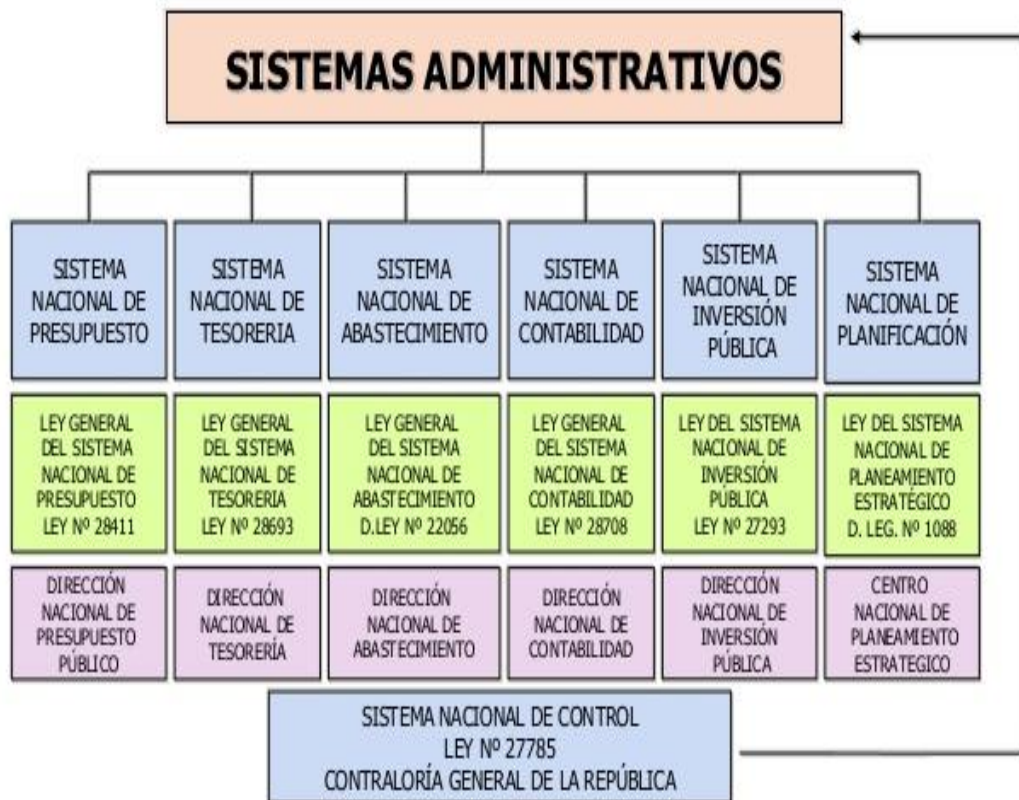 SISTEMAS ADMINISTRATIVOS
SISTEMA
NACIONAL DE
PRESUPUESTO
SISTEMA
NACIONAL DE
TESORERIA
SISTEMA
NACIONAL DE
ABASTECIMIENTO
SISTEMA
NACIONAL DE
CONTABILIDAD
SISTEMA
NACIONAL DE
INVERSIÓN
PÚBLICA
SISTEMA
NACIONAL DE
PLANIFICACIÓN
LEY GENERAL
DEL SISTEMA
NACIONAL DE
PRESUPUESTO
LEY Nº 28411
LEY GENERAL
DEL SISTEMA
NACIONAL DE
TESORERIA
LEY Nº 28693
LEY GENERAL
DEL SISTEMA
NACIONAL DE
ABASTECIMIENTO
D.LEY Nº 22056
LEY GENERAL
DEL SISTEMA
NACIONAL DE
CONTABILIDAD
LEY Nº 28708
LEY DEL SISTEMA
NACIONAL DE
INVERSIÓN
PÚBLICA
LEY Nº 27293
LEY DEL SISTEMA
NACIONAL DE
PLANEAMIENTO
ESTRATÉGICO
D. LEG. Nº 1088
DIRECCIÓN
NACIONAL DE
PRESUPUESTO
PÚBLICO
DIRECCIÓN
NACIONAL DE
TESORERÍA
DIRECCIÓN
NACIONAL DE
ABASTECIMIENTO
DIRECCIÓN
NACIONAL DE
CONTABILIDAD
DIRECCIÓN
NACIONAL DE
INVERSIÓN
PÚBLICA
CENTRO
NACIONAL DE
PLANEAMIENTO
ESTRATEGICO
SISTEMA NACIONAL DE CONTROL
LEY Nº 27785
CONTRALORÍA GENERAL DE LA REPÚBLICA